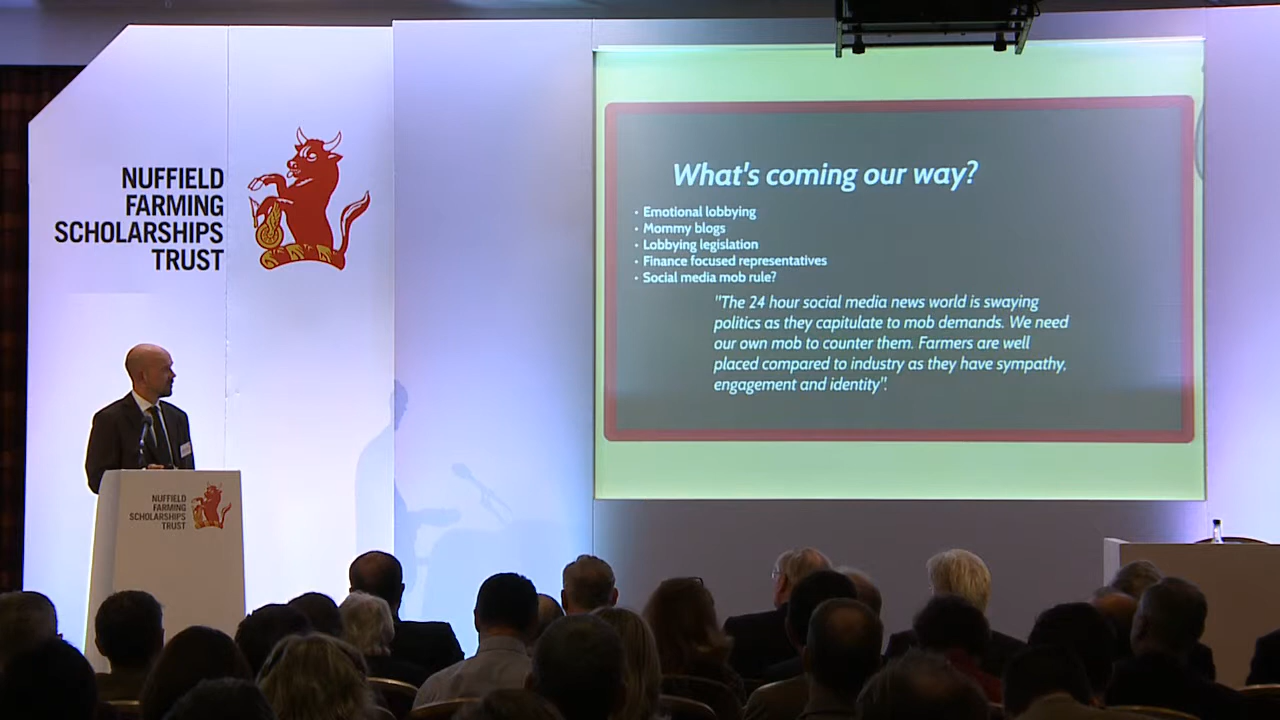 NUFFIELD
FARMING
SCHOLARSHIPS
TRUST
What's coming our way?
• Emotional lobbying
• Mommy blogs
• Lobbying legislation
• Finance focused representatives
• Social media mob rule?
"The 24 hour social media news world is swaying
politics as they capitulate to mob demands. We need
our own mob to counter them. Farmers are well
placed compared to industry as they have sympathy,
engagement and identity".
NUFFIELD
FARMING
SCHOLARSHIPS
TRUST